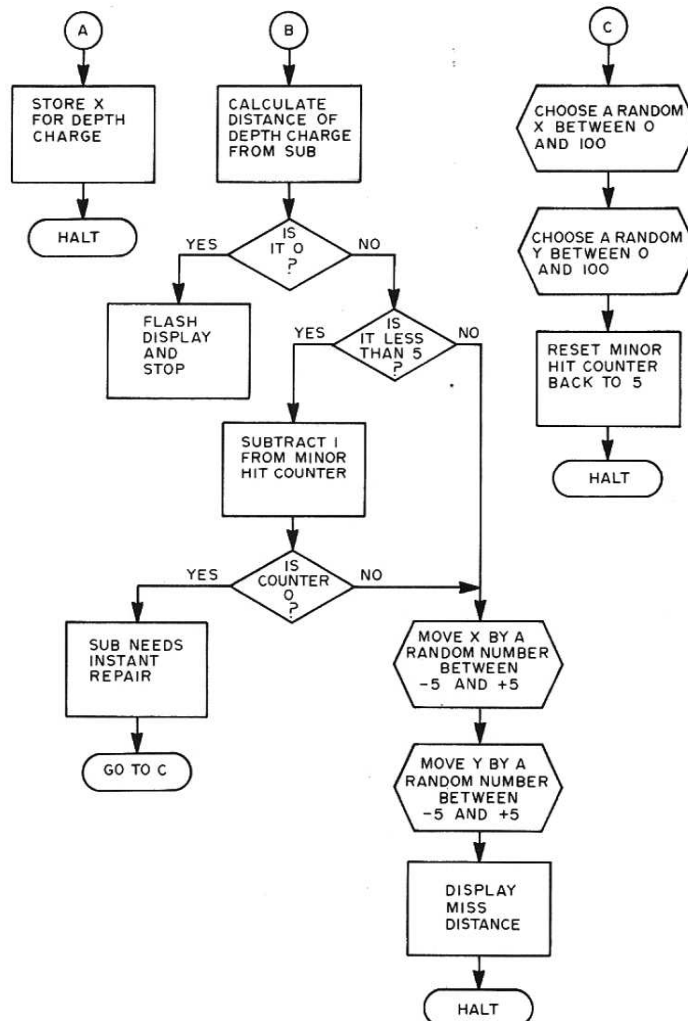 A
STORE X
FOR DEPTH
CHARGE
HALT
B
CALCULATE
DISTANCE OF
DEPTH CHARGE
FROM SUB
IS
IT 0
?
YES
NO
FLASH
DISPLAY
AND
STOP
IS
IT LESS
THAN 5
?
YES
NO
SUBTRACT 1
FROM MINOR
HIT COUNTER
IS
COUNTER
0
?
YES
NO
SUB NEEDS
INSTANT
REPAIR
GO TO C
MOVE X BY A
RANDOM NUMBER
BETWEEN
-5 AND +5
MOVE Y BY A
RANDOM NUMBER
BETWEEN
-5 AND +5
DISPLAY
MISS
DISTANCE
HALT
C
CHOOSE A RANDOM
X BETWEEN 0
AND 100
CHOOSE A RANDOM
Y BETWEEN 0
AND 100
RESET MINOR
HIT COUNTER
BACK TO 5
HALT